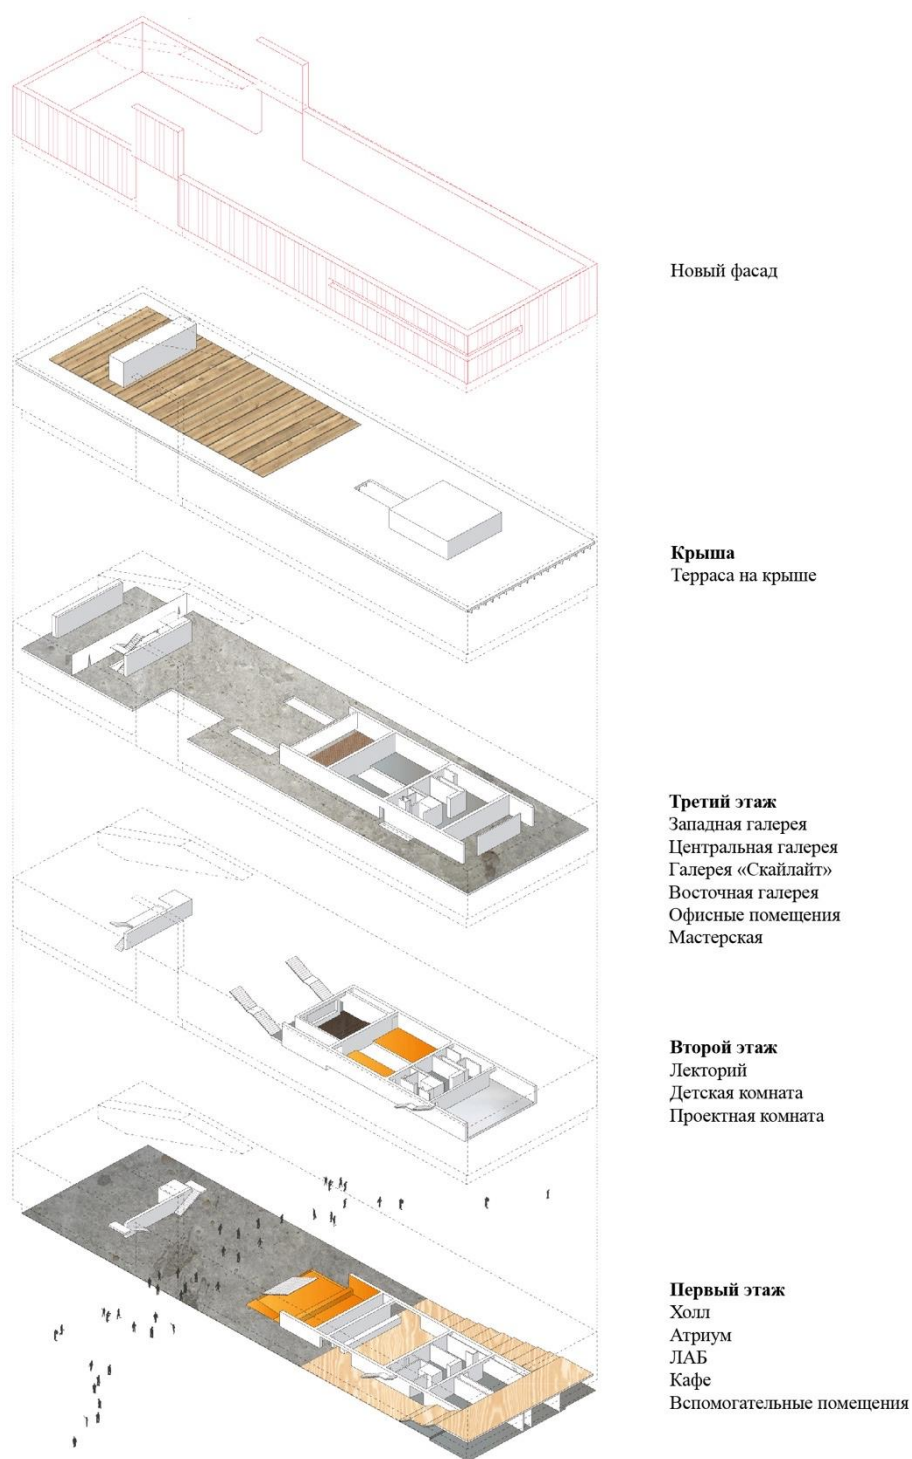 Новый фасад
Крыша
Терраса на крыше
Третий этаж
Западная галерея
Центральная галерея
Галерея «Скайлайт»
Восточная галерея
Офисные помещения
Мастерская
Второй этаж
Лекторий
Детская комната
Проектная комната
Первый этаж
Холл
Атриум
ЛАБ
Кафе
Вспомогательные помещения